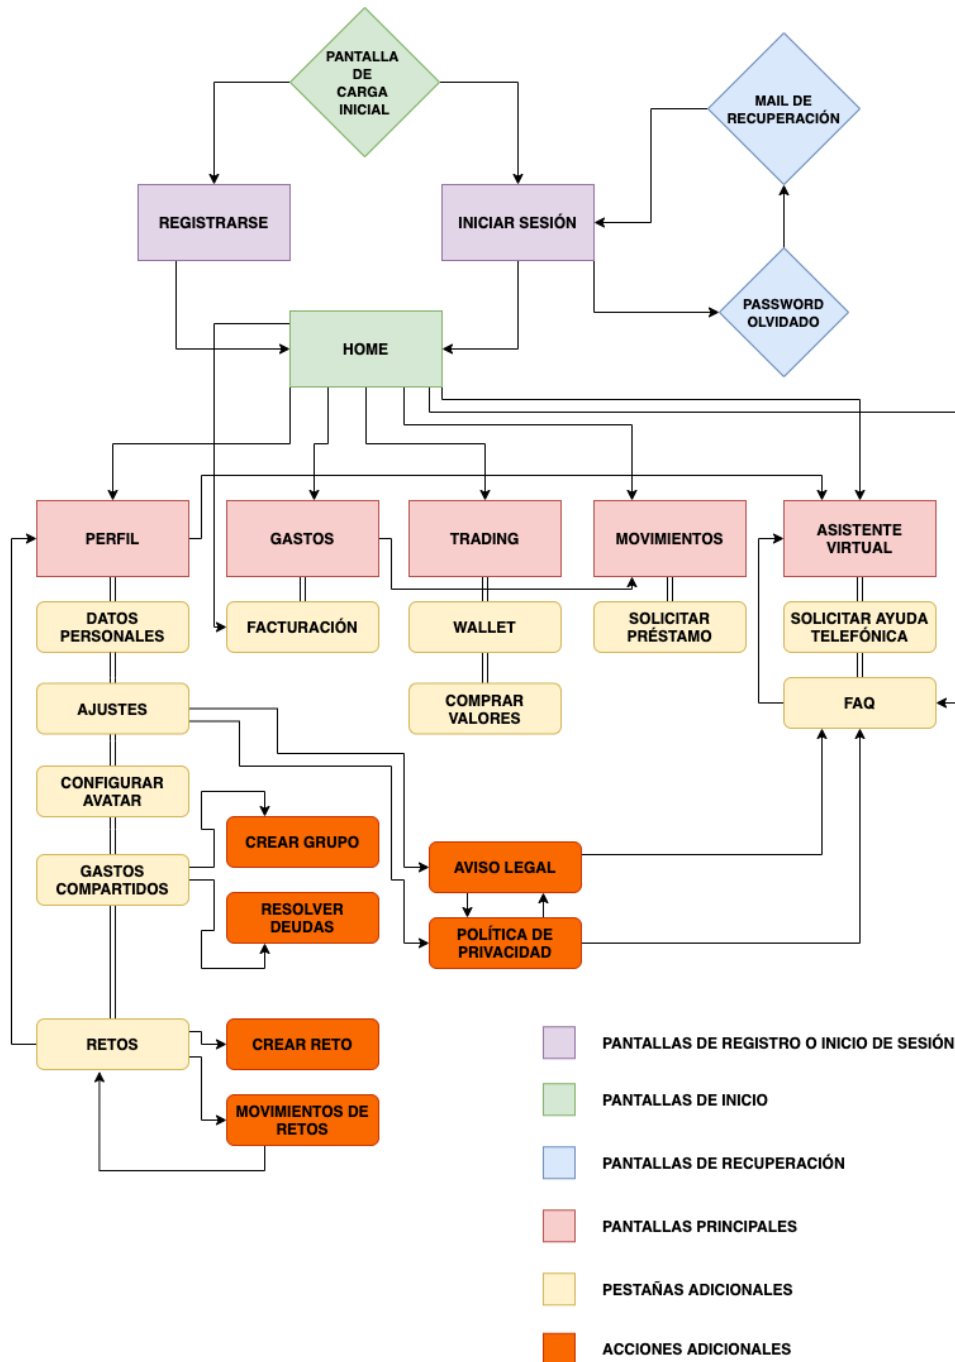 PANTALLA
DE
CARGA
INICIAL
MAIL DE
RECUPERACIÓN
REGISTRARSE
INICIAR SESIÓN
PASSWORD
OLVIDADO
HOME
PERFIL
GASTOS
TRADING
MOVIMIENTOS
ASISTENTE
VIRTUAL
DATOS
PERSONALES
FACTURACIÓN
WALLET
SOLICITAR
PRÉSTAMO
SOLICITAR AYUDA
TELEFÓNICA
AJUSTES
COMPRAR
VALORES
FAQ
CONFIGURAR
AVATAR
CREAR GRUPO
GASTOS
COMPARTIDOS
AVISO LEGAL
RESOLVER
DEUDAS
POLÍTICA DE
PRIVACIDAD
RETOS
CREAR RETO
MOVIMIENTOS DE
RETOS
PANTALLAS DE REGISTRO O INICIO DE SESIÓN
PANTALLAS DE INICIO
PANTALLAS DE RECUPERACIÓN
PANTALLAS PRINCIPALES
PESTAÑAS ADICIONALES
ACCIONES ADICIONALES